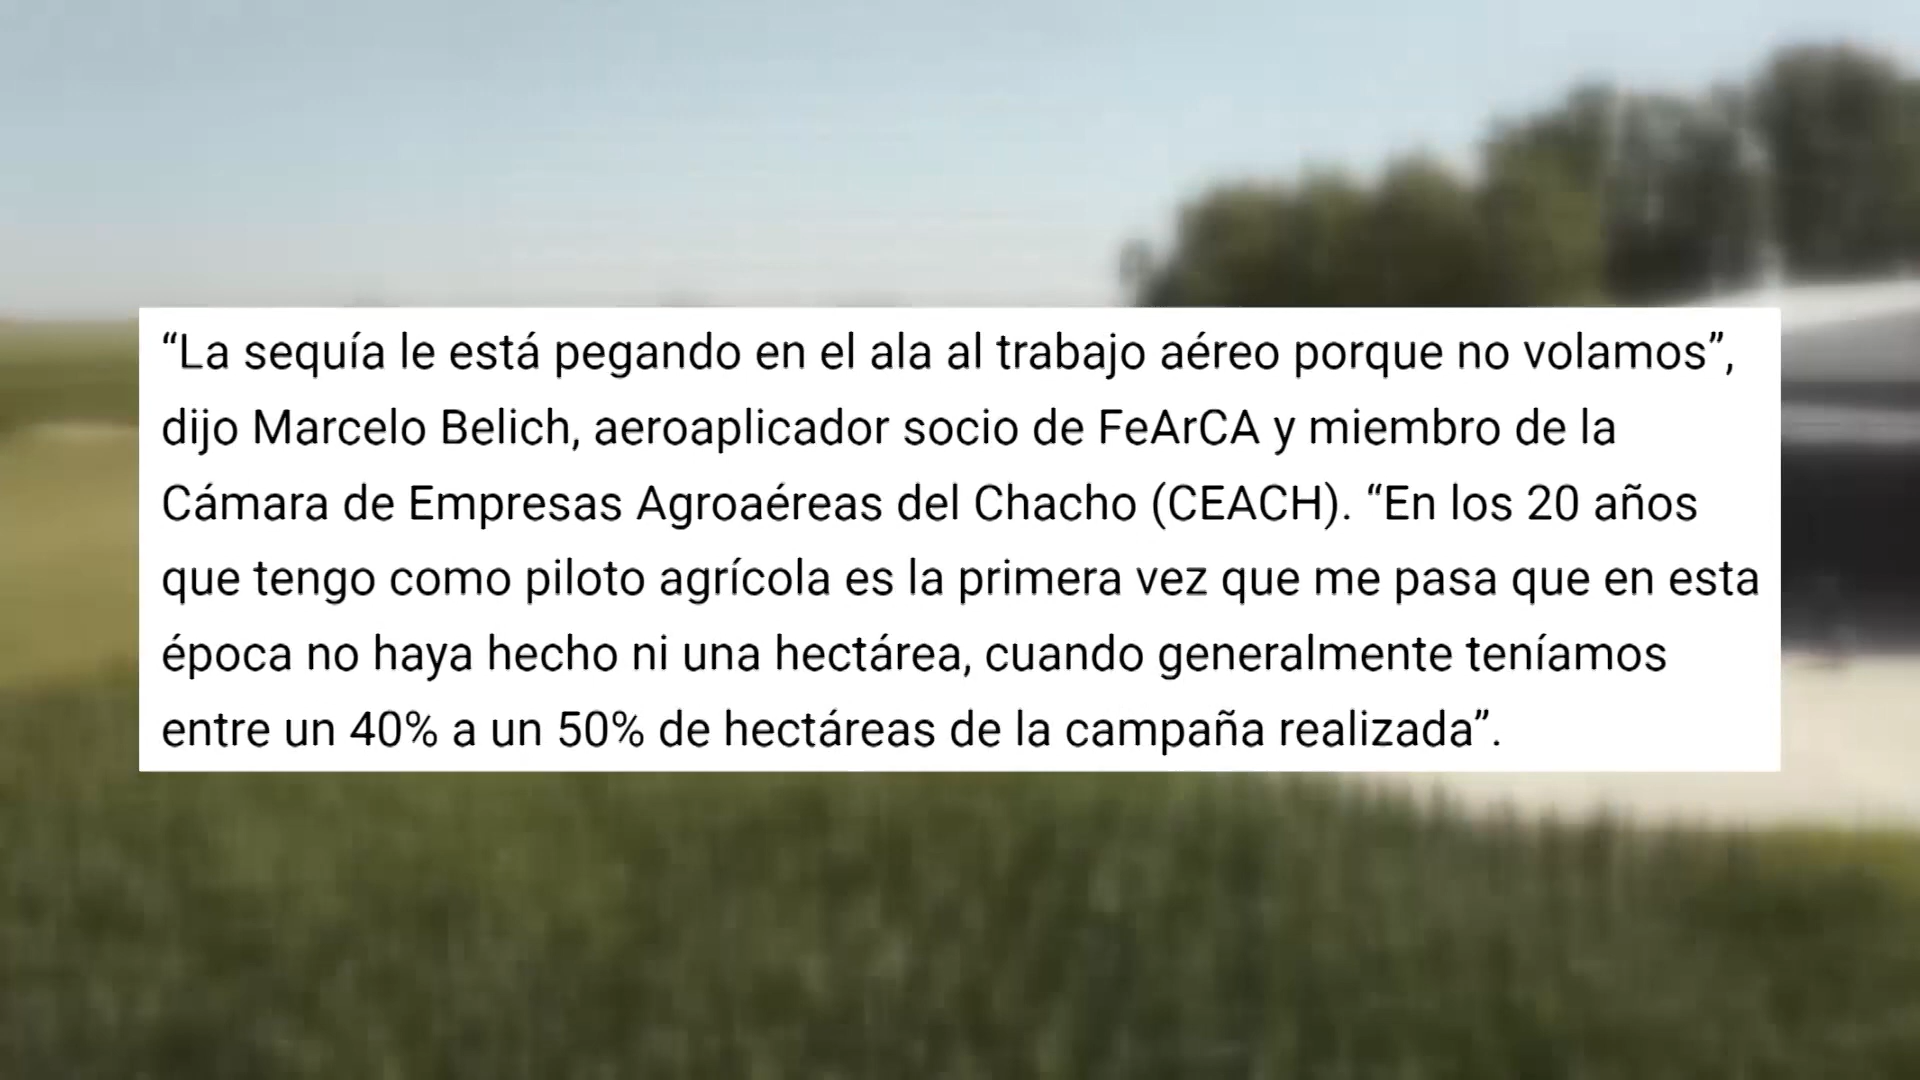 “La sequía le está pegando en el ala al trabajo aéreo porque no volamos”,
dijo Marcelo Belich, aeroaplicador socio de FeArCA y miembro de la
Cámara de Empresas Agroaéreas del Chacho (CEACH). “En los 20 años
que tengo como piloto agrícola es la primera vez que me pasa que en esta
época no haya hecho ni una hectárea, cuando generalmente teníamos
entre un 40% a un 50% de hectáreas de la campaña realizada”.